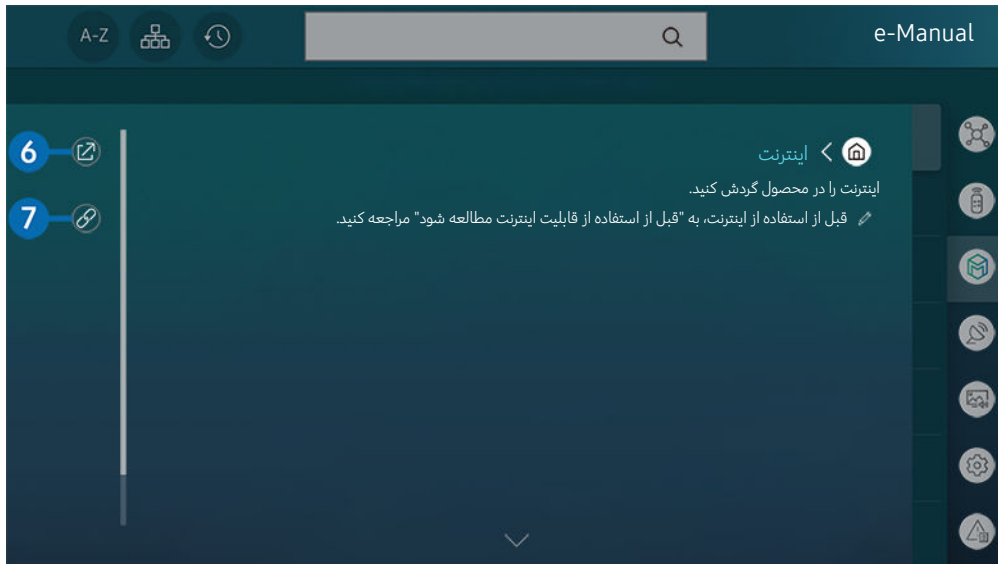 e-Manual
A-Z
6
7
اینترنت
اینترنت را در محصول گردش کنید.
قبل از استفاده از اینترنت، به "قبل از استفاده از قابلیت اینترنت مطالعه شود" مراجعه کنید.